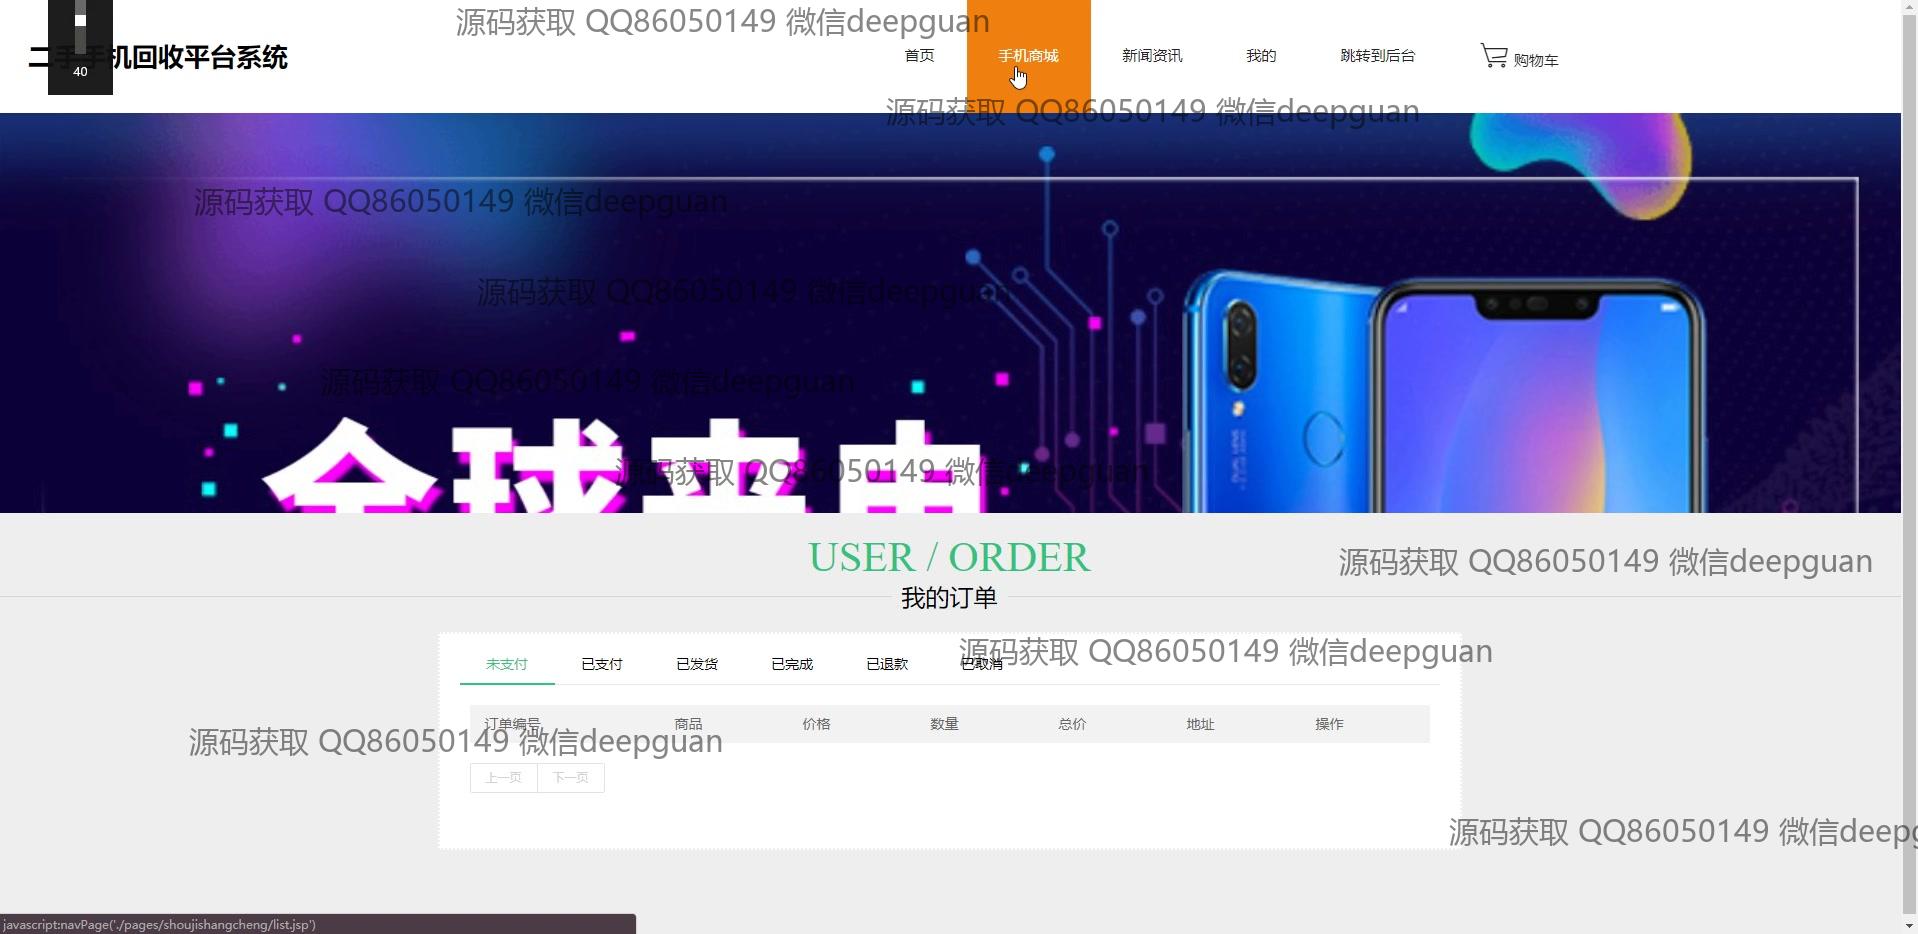 源码获取 QQ86050149 微信deepguan
二手手机回收平台系统
40
首页
手机商城
新闻资讯
我的
跳转到后台
购物车
源码获取 QQ86050149 微信deepguan
源码获取 QQ86050149 微信deepguan
源码获取 QQ86050149 微信deepguan
源码获取 QQ86050149 微信deepguan
全球来电
源码获取 QQ86050149 微信deepguan
USER / ORDER
源码获取 QQ86050149 微信deepguan
我的订单
源码获取 QQ86050149 微信deepguan
未支付 已支付 已发货 已完成 已退款 已取消
订单编号 商品 价格 数量 总价 地址 操作
源码获取 QQ86050149 微信deepguan
上一页 下一页
源码获取 QQ86050149 微信deepg
javascript:navPage('./pages/shoujishangcheng/list.jsp')